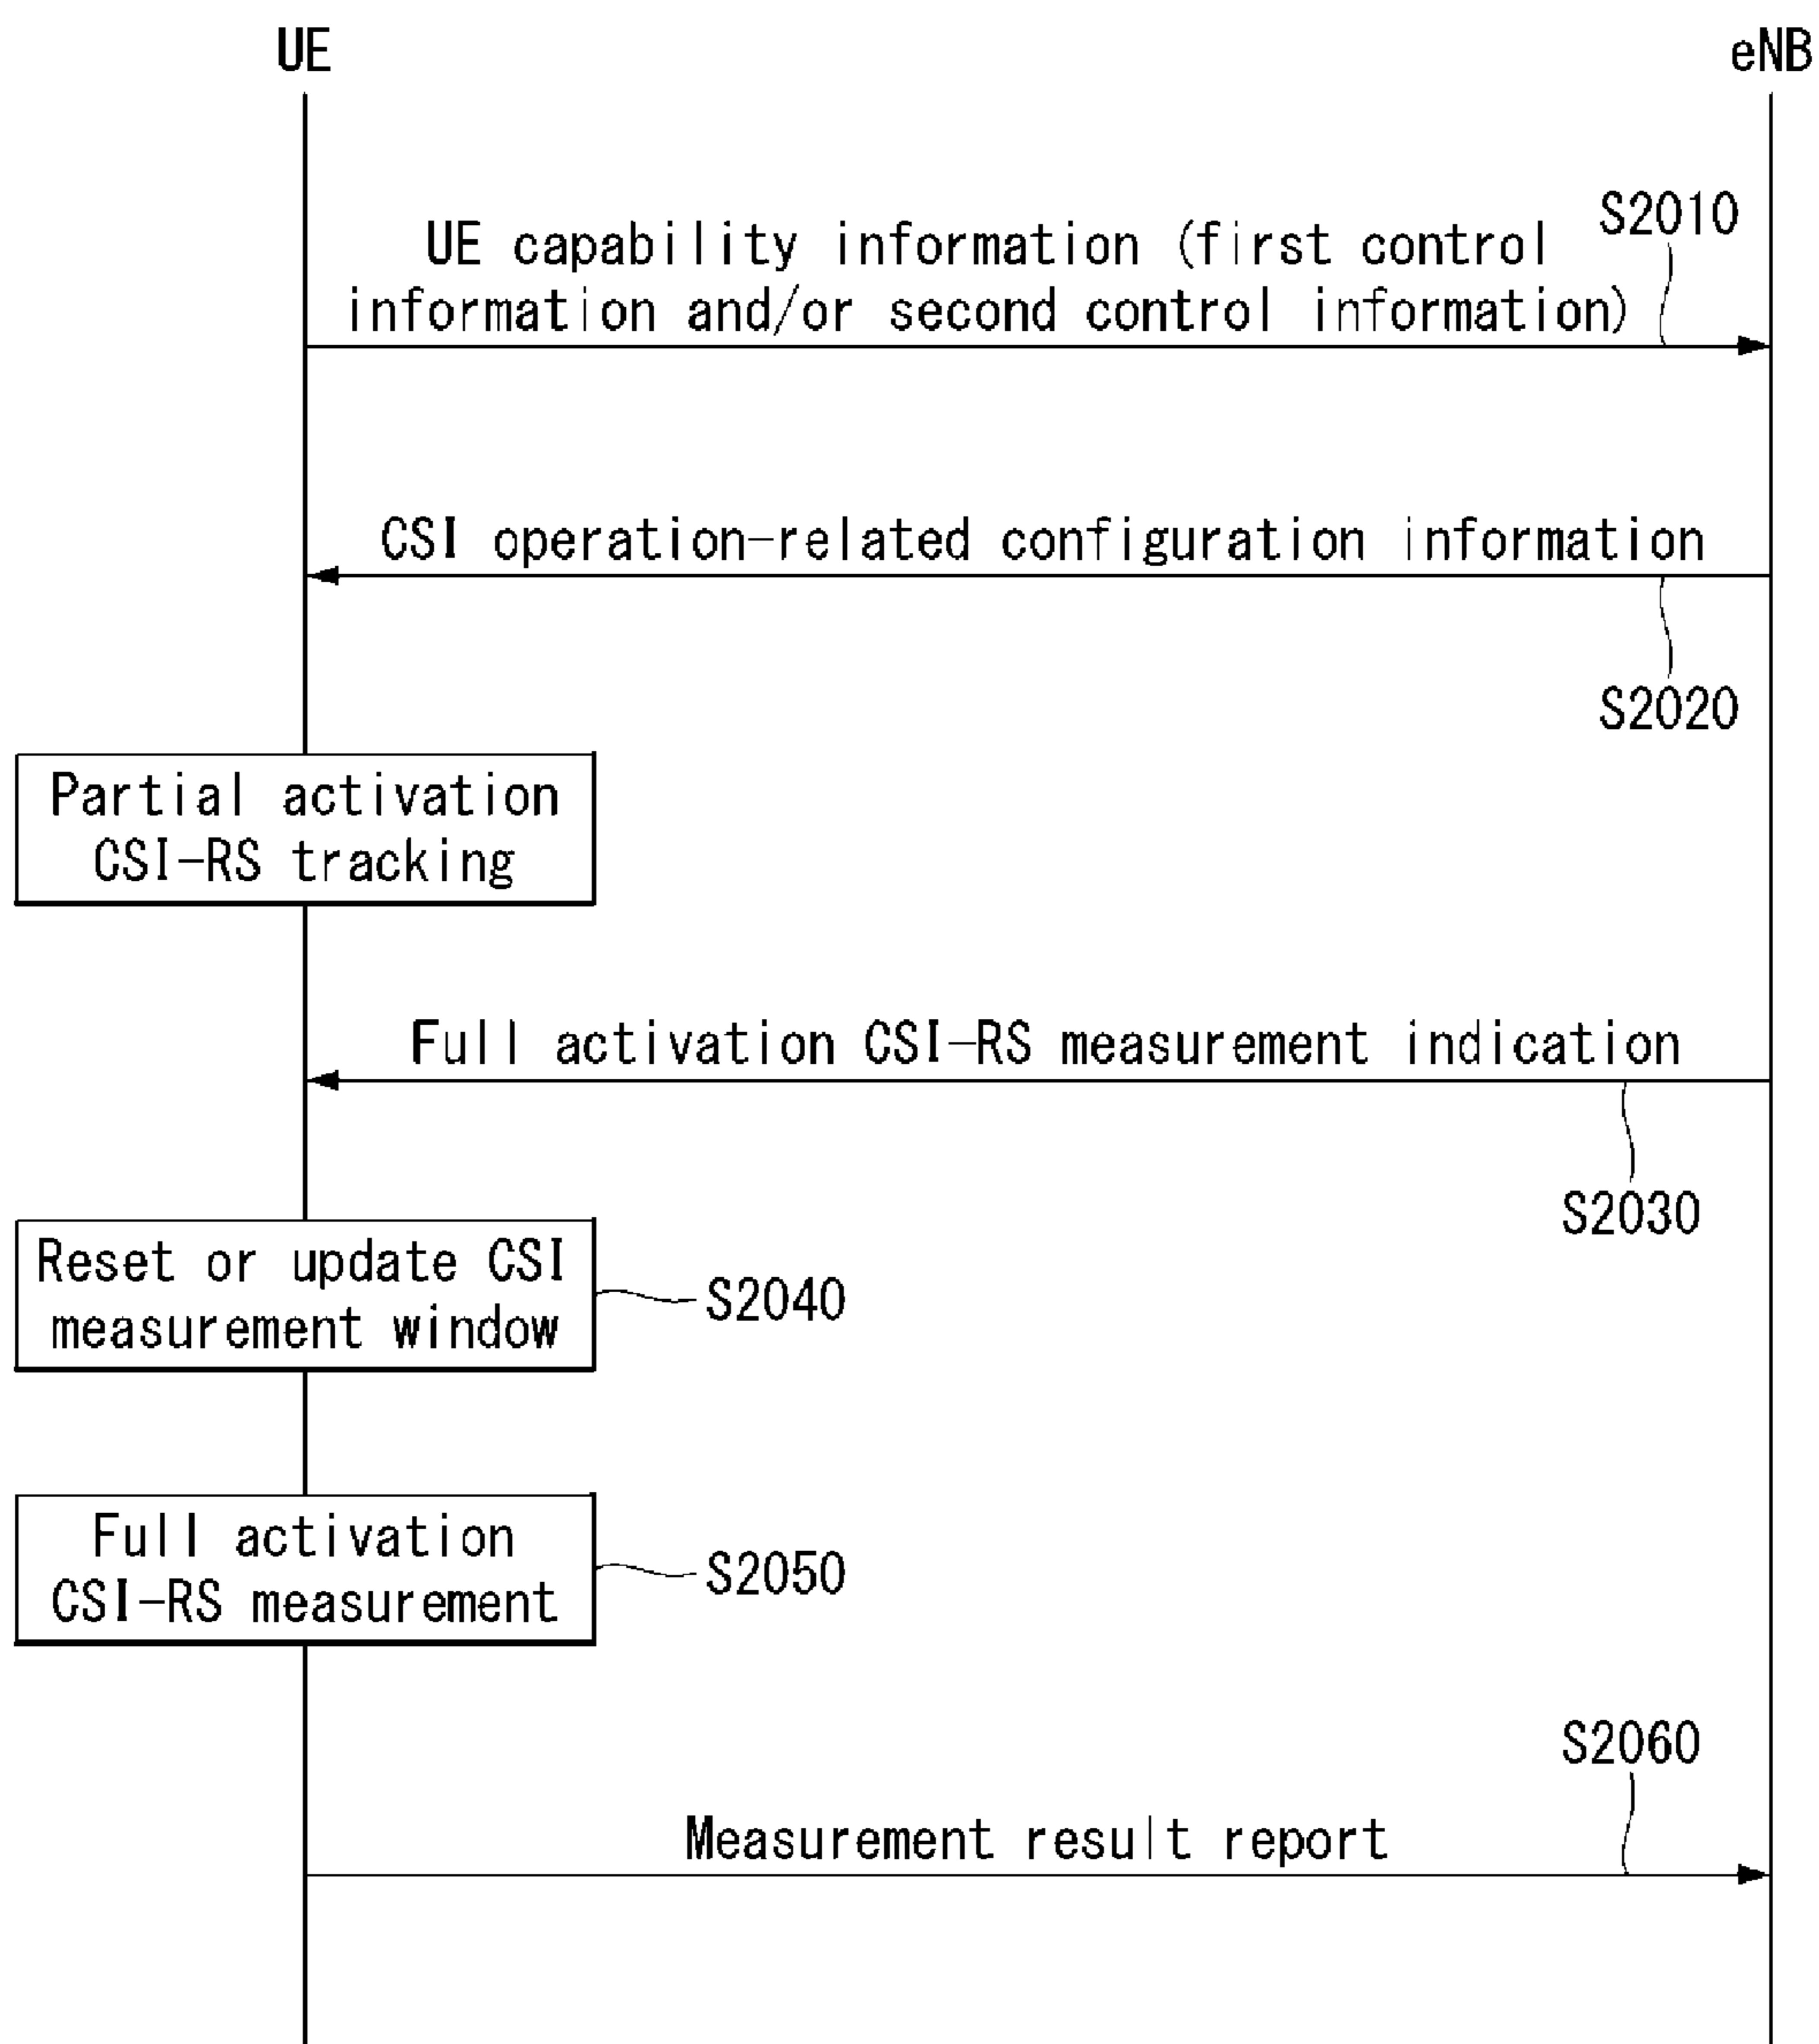 UE
eNB
S2010
UE capability information (first control
information and/or second control information)
CSI operation-related configuration information
S2020
Partial activation
CSI-RS tracking
Full activation CSI-RS measurement indication
S2030
Reset or update CSI
measurement window
S2040
Full activation
CSI-RS measurement
S2050
S2060
Measurement result report